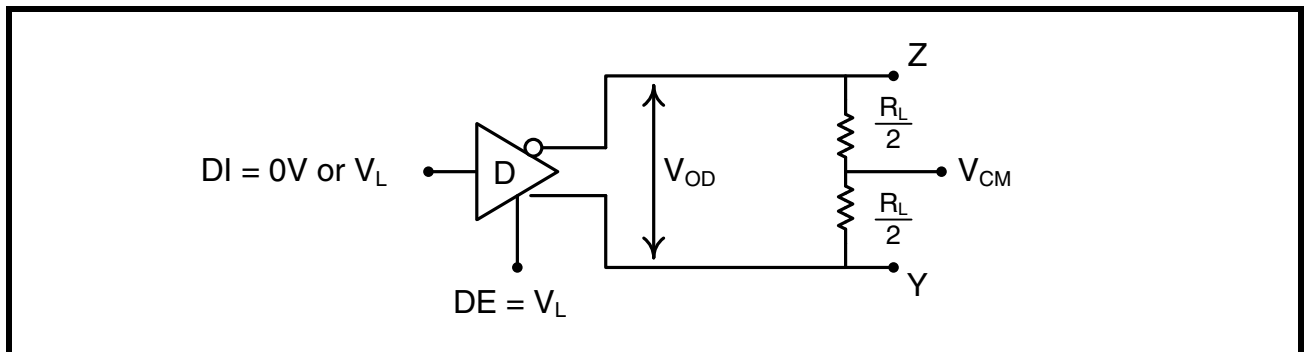 Z
R_L
2
DI = 0V or V_L
D
V_OD
V_CM
R_L
2
DE = V_L
Y